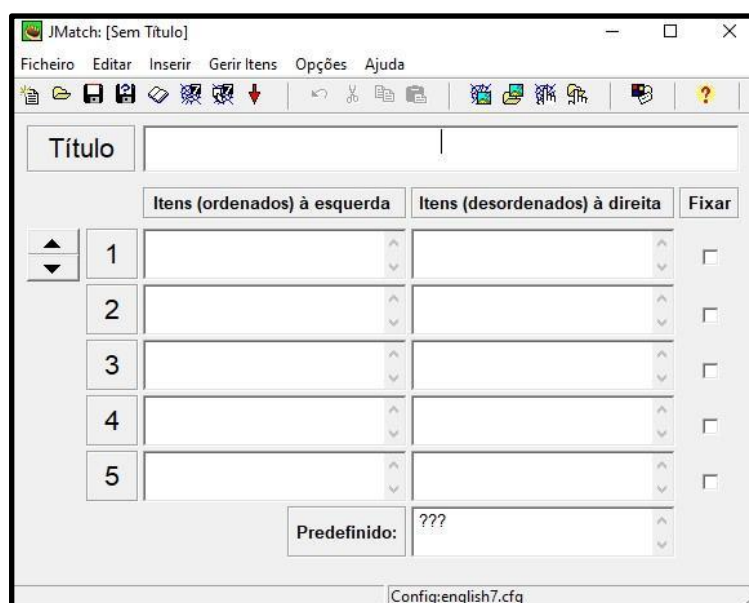 JMatch: [Sem Título]
Ficheiro Editar Inserir Gerir Itens Opções Ajuda
Título
Itens (ordenados) à esquerda Itens (desordenados) à direita Fixar
1
2
3
4
5
Predefinido: ???
Config:english7.cfg